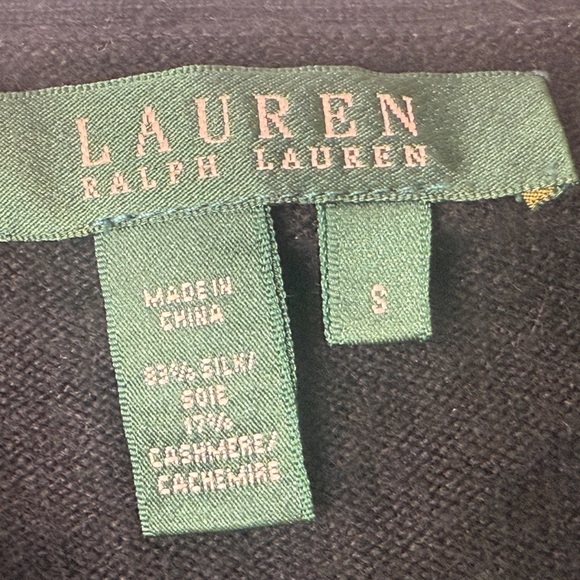 LAUREN
RALPH LAUREN
MADE IN
CHINA
83% SILK/
SOIE
17%
CASHMERE/
CACHEMIRE
S